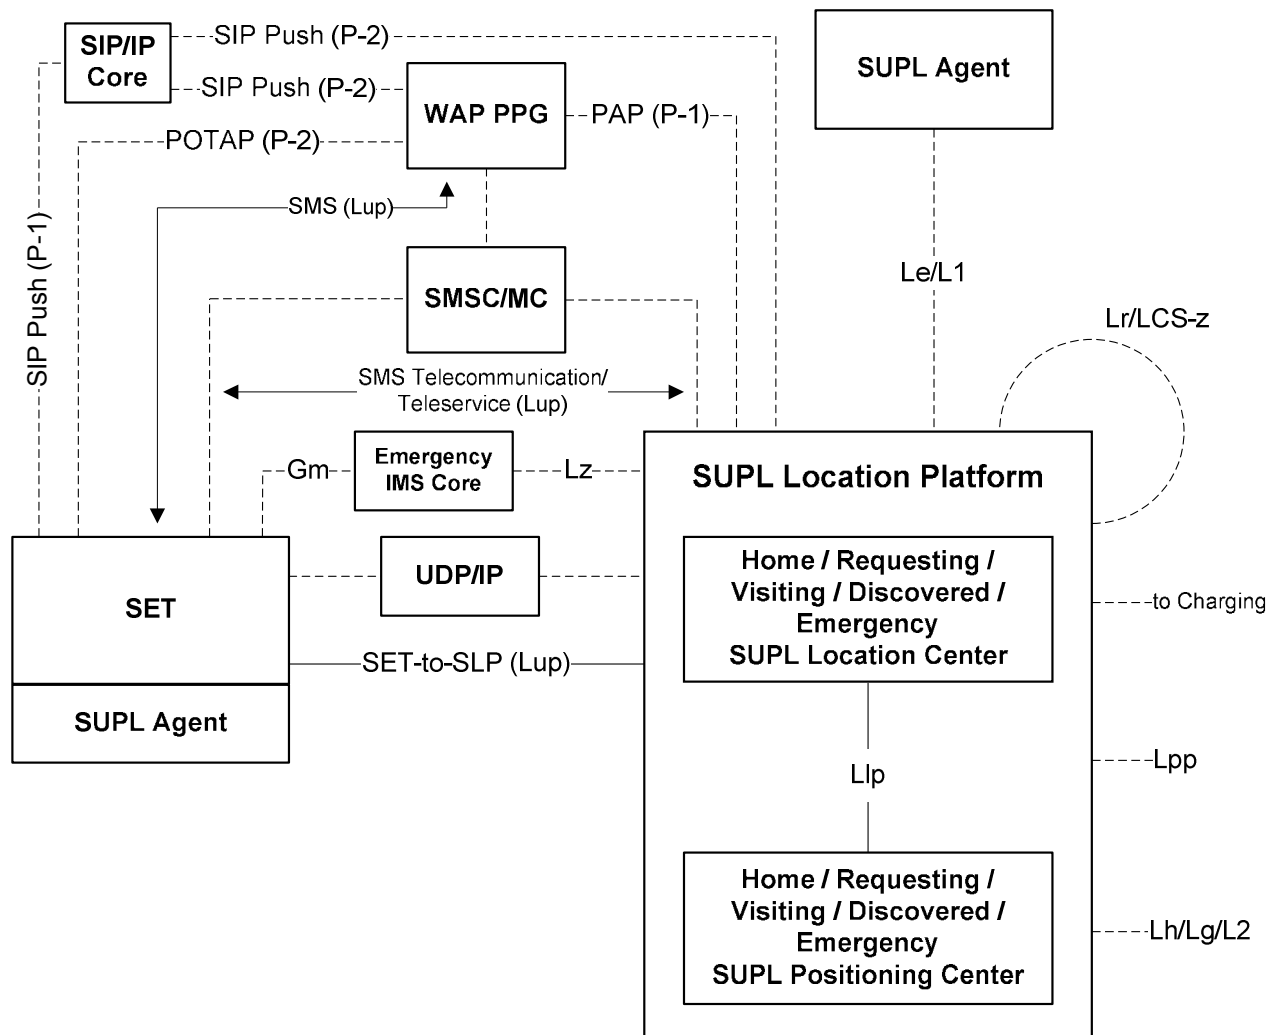 SIP/IP
Core
SIP Push (P-2)
SUPL Agent
SIP Push (P-2)
WAP PPG
PAP (P-1)
POTAP (P-2)
SMS (Lup)
SIP Push (P-1)
SMSC/MC
Le/L1
Lr/LCS-z
SMS Telecommunication/
Teleservice (Lup)
Gm
Emergency
IMS Core
Lz
SUPL Location Platform
UDP/IP
SET
SET-to-SLP (Lup)
SUPL Agent
Home / Requesting /
Visiting / Discovered /
Emergency
SUPL Location Center
to Charging
Llp
Lpp
Home / Requesting /
Visiting / Discovered /
Emergency
SUPL Positioning Center
Lh/Lg/L2